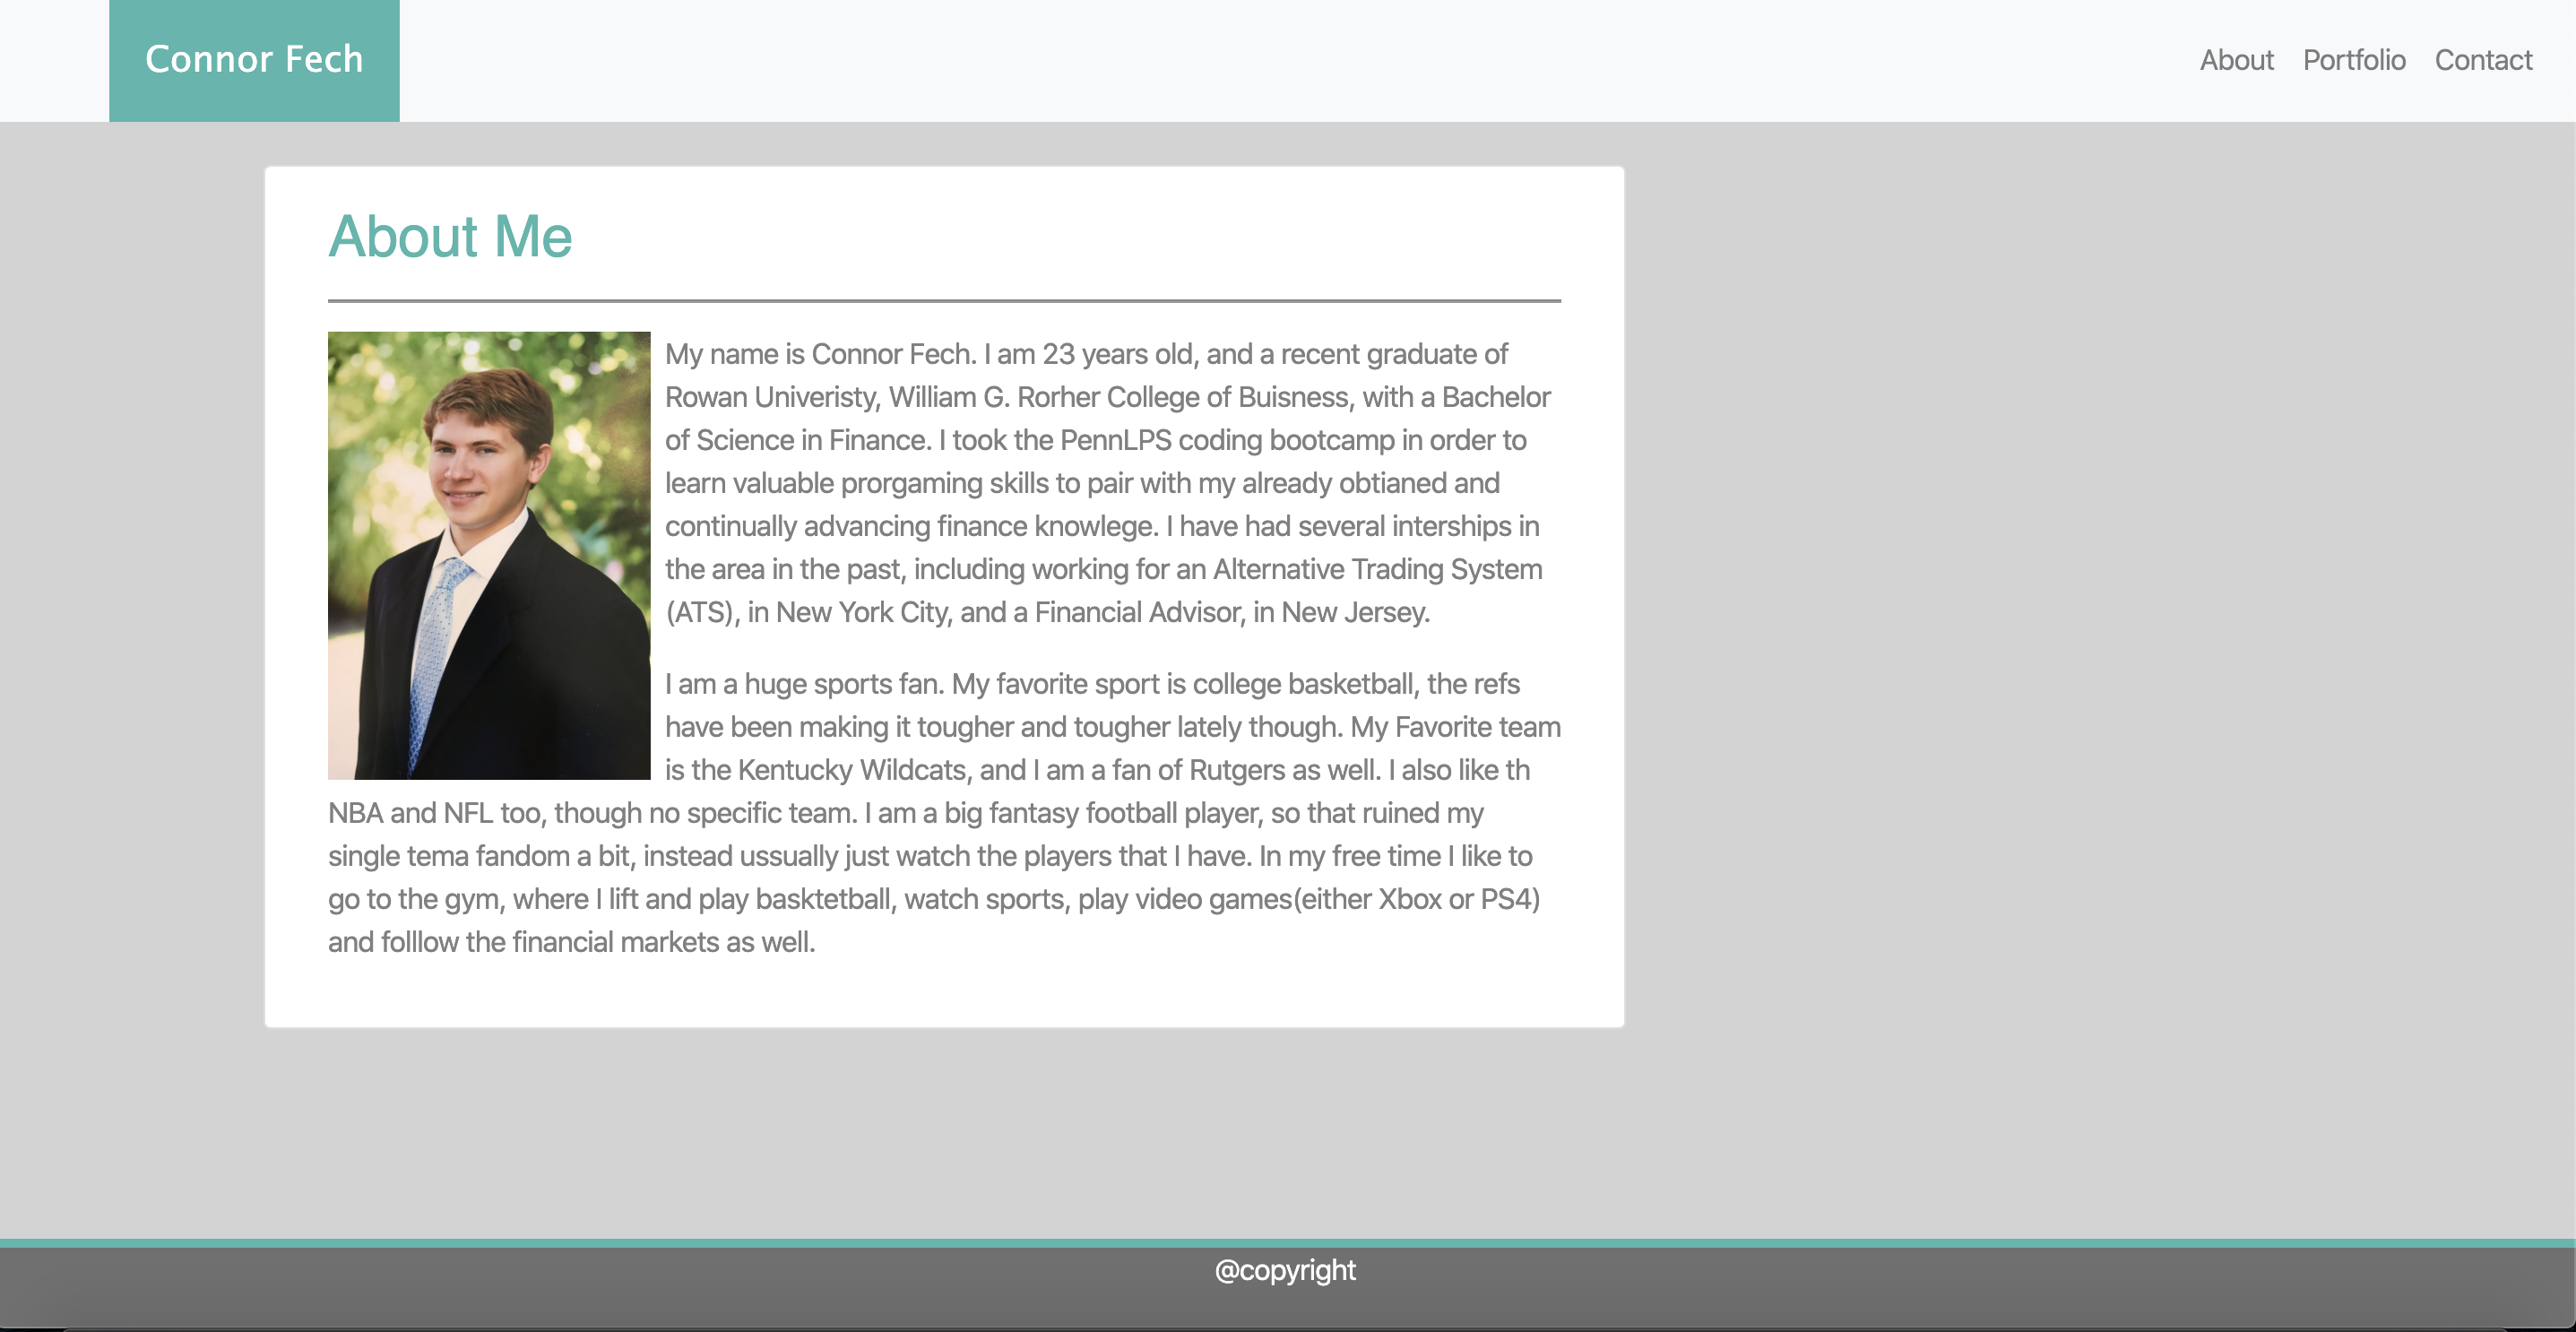 Connor Fech
About Portfolio Contact
About Me
My name is Connor Fech. I am 23 years old, and a recent graduate of
Rowan Univeristy, William G. Rorher College of Buisness, with a Bachelor
of Science in Finance. I took the PennLPS coding bootcamp in order to
learn valuable prorgaming skills to pair with my already obtianed and
continually advancing finance knowlege. I have had several interships in
the area in the past, including working for an Alternative Trading System
(ATS), in New York City, and a Financial Advisor, in New Jersey.
I am a huge sports fan. My favorite sport is college basketball, the refs
have been making it tougher and tougher lately though. My Favorite team
is the Kentucky Wildcats, and I am a fan of Rutgers as well. I also like th
NBA and NFL too, though no specific team. I am a big fantasy football player, so that ruined my
single tema fandom a bit, instead ussually just watch the players that I have. In my free time I like to
go to the gym, where I lift and play basktetball, watch sports, play video games(either Xbox or PS4)
and folllow the financial markets as well.
@copyright